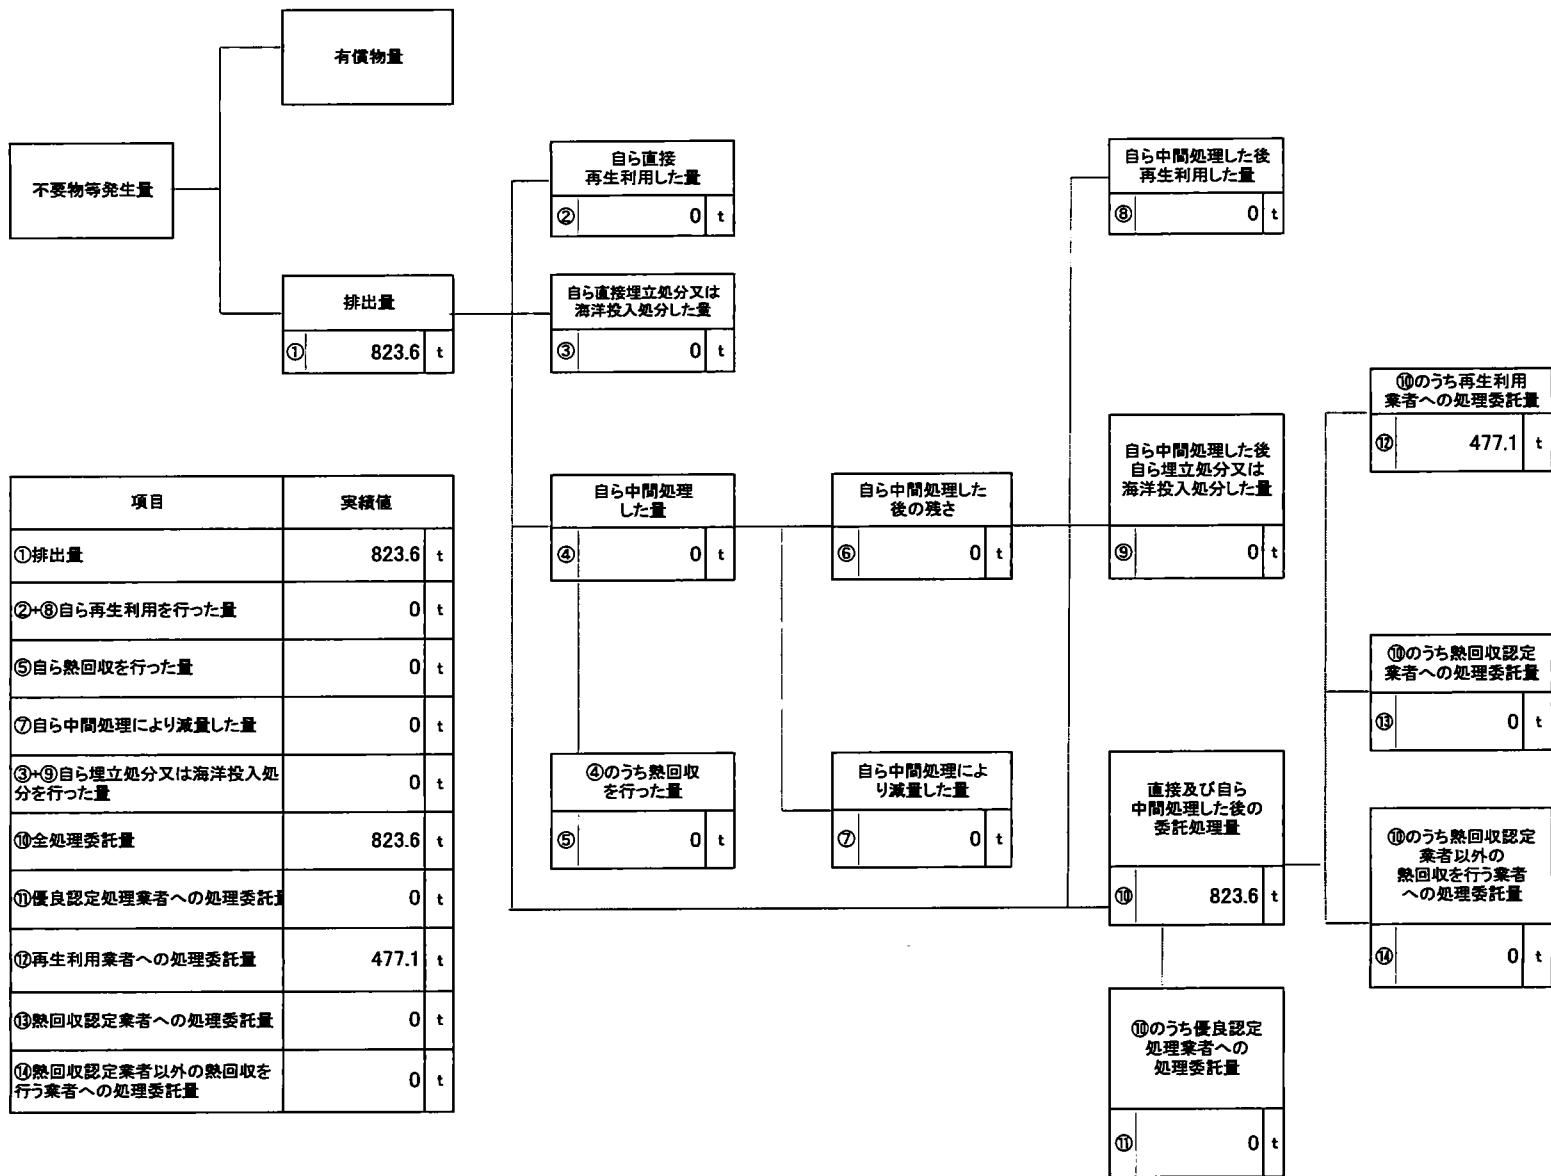 有償物量
不要物等発生量
排出量
① 823.6 t
自ら直接
再生利用した量
② 0 t
自ら直接埋立処分又は
海洋投入処分した量
③ 0 t
自ら中間処理
した量
④ 0 t
④のうち熱回収
を行った量
⑤ 0 t
自ら中間処理した
後の残さ
⑥ 0 t
自ら中間処理によ
り減量した量
⑦ 0 t
自ら中間処理した後
再生利用した量
⑧ 0 t
自ら中間処理した後
自ら埋立処分又は
海洋投入処分した量
⑨ 0 t
直接及び自ら
中間処理した後の
委託処理量
⑩ 823.6 t
⑩のうち優良認定
処理業者への
処理委託量
⑪ 0 t
⑩のうち再生利用
業者への処理委託量
⑫ 477.1 t
⑩のうち熱回収認定
業者への処理委託量
⑬ 0 t
⑩のうち熱回収認定
業者以外の
熱回収を行う業者
への処理委託量
⑭ 0 t
項目 実績値
①排出量 823.6 t
②+⑧自ら再生利用を行った量 0 t
⑤自ら熱回収を行った量 0 t
⑦自ら中間処理により減量した量 0 t
③+⑨自ら埋立処分又は海洋投入処
分を行った量 0 t
⑩全処理委託量 823.6 t
⑪優良認定処理業者への処理委託量 0 t
⑫再生利用業者への処理委託量 477.1 t
⑬熱回収認定業者への処理委託量 0 t
⑭熱回収認定業者以外の熱回収を
行う業者への処理委託量 0 t